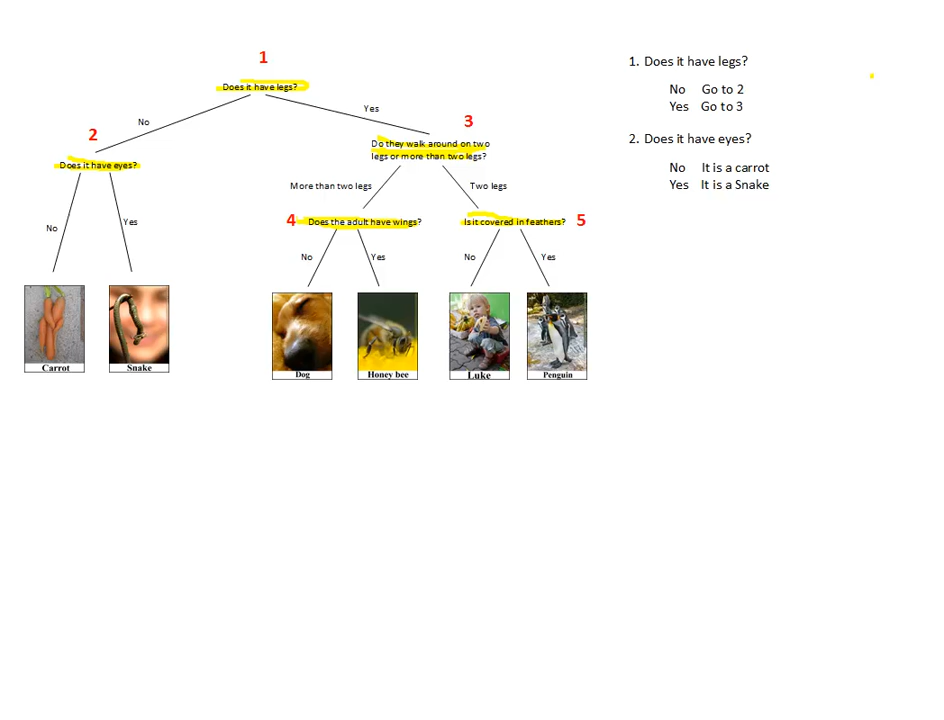 1
Does it have legs?
No
Yes
2
Does it have eyes?
No
Yes
3
Do they walk around on two
legs or more than two legs?
More than two legs
Two legs
4
Does the adult have wings?
No
Yes
Is it covered in feathers?
5
No
Yes
Carrot
Snake
Dog
Honey bee
Luke
Penguin
1. Does it have legs?
No Go to 2
Yes Go to 3
2. Does it have eyes?
No It is a carrot
Yes It is a Snake